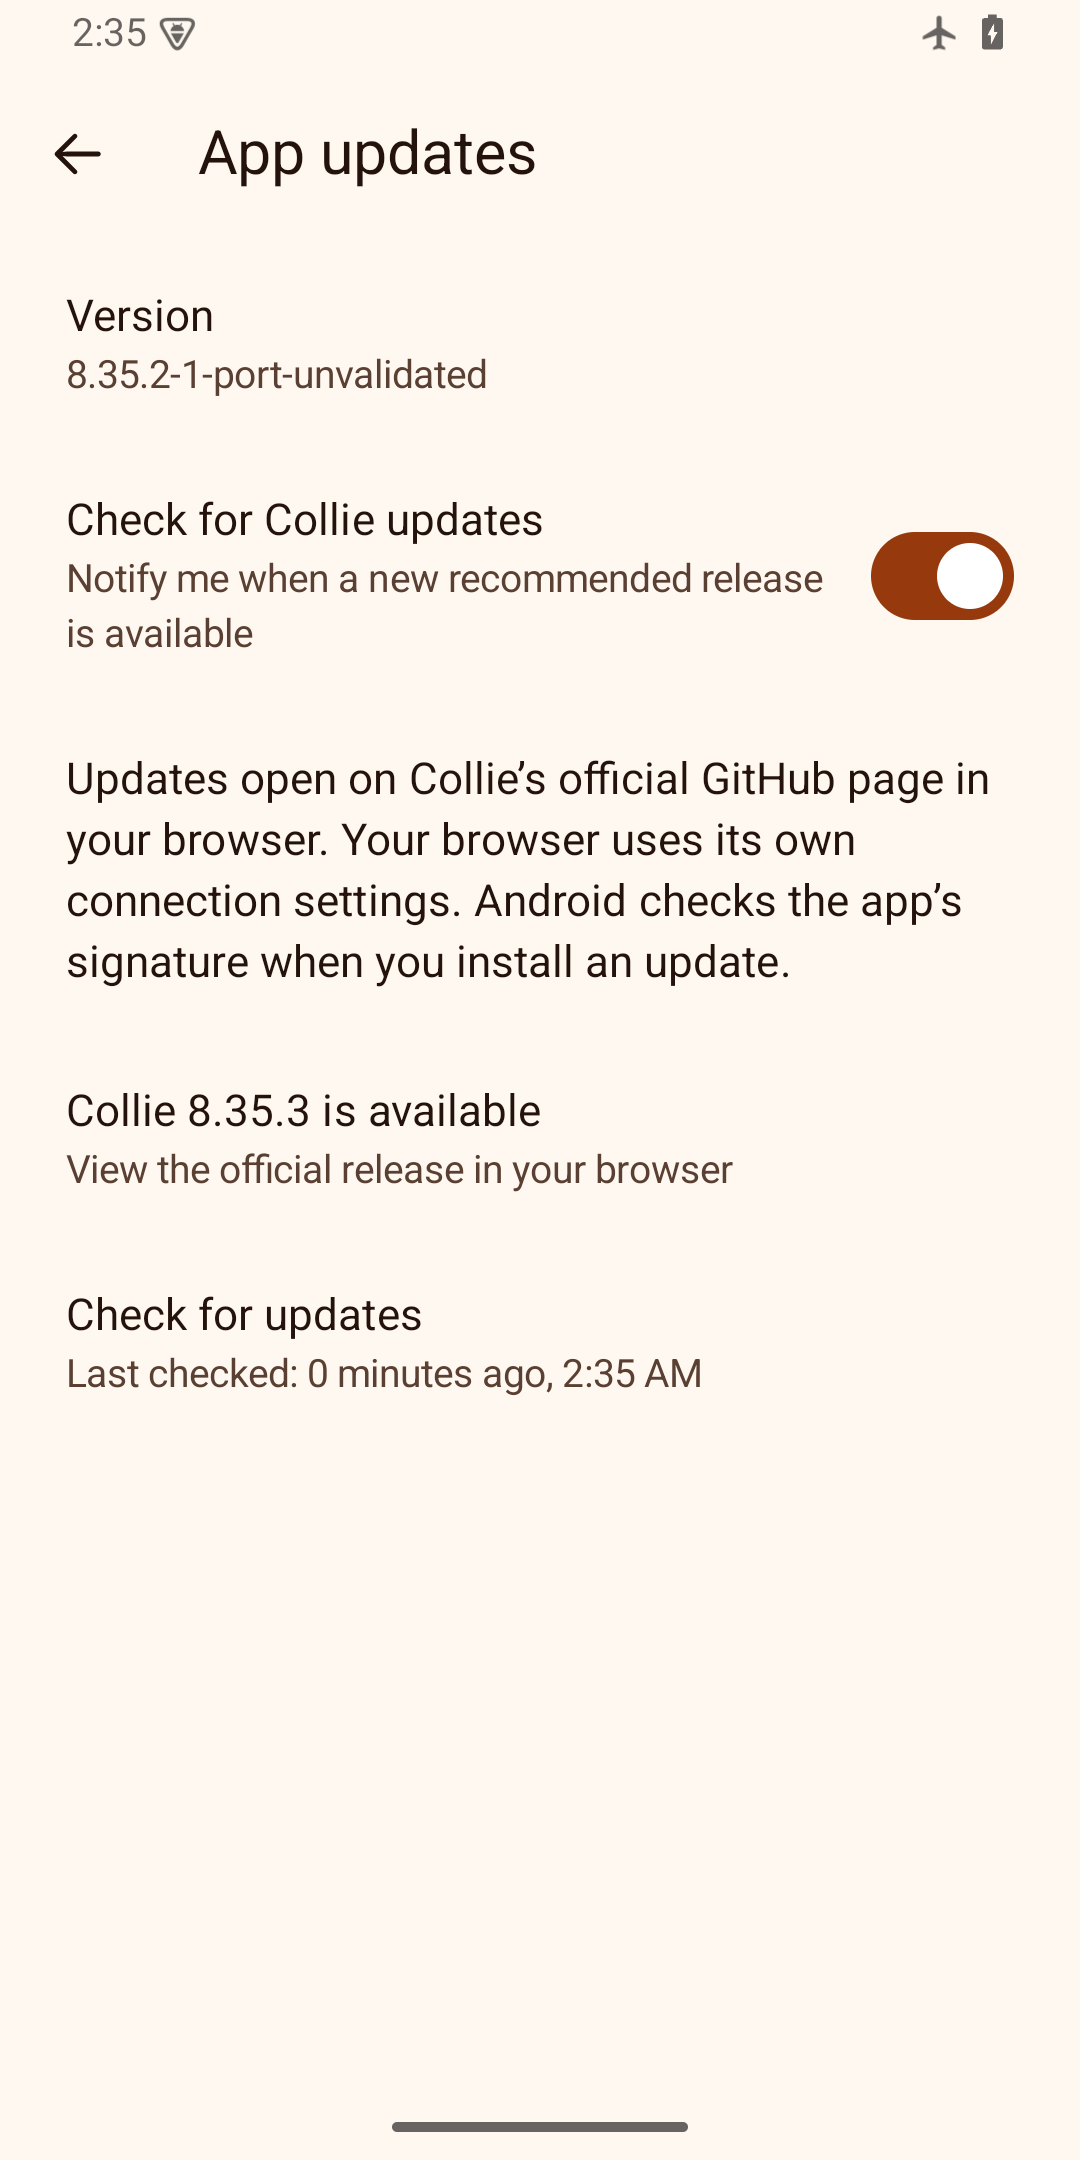 2:35
App updates
Version
8.35.2-1-port-unvalidated
Check for Collie updates
Notify me when a new recommended release
is available
Updates open on Collie’s official GitHub page in
your browser. Your browser uses its own
connection settings. Android checks the app’s
signature when you install an update.
Collie 8.35.3 is available
View the official release in your browser
Check for updates
Last checked: 0 minutes ago, 2:35 AM